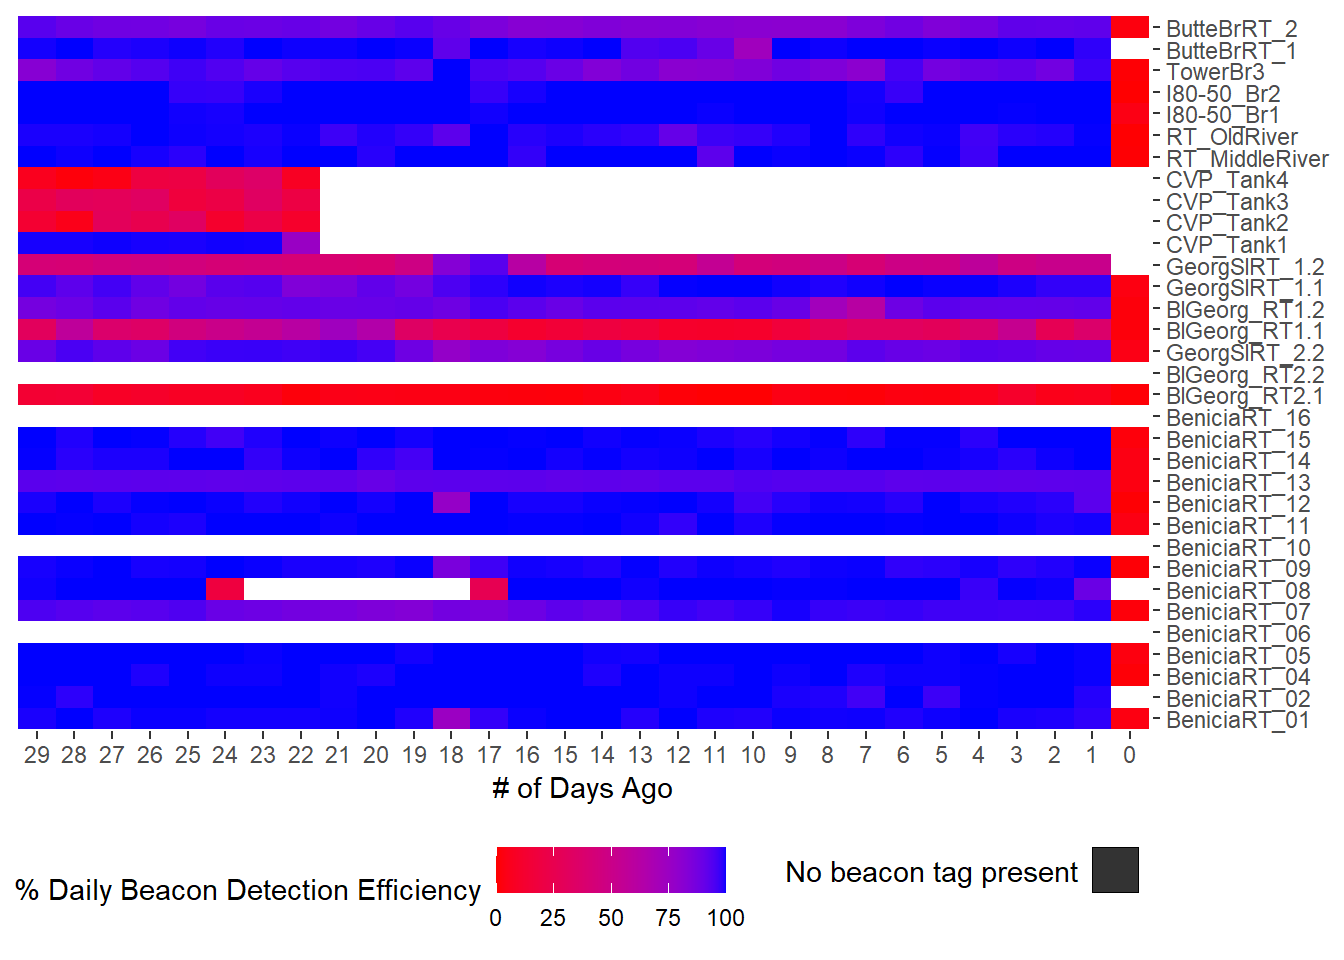 ButteBrRT_2
ButteBrRT_1
TowerBr3
I80-50_Br2
I80-50_Br1
RT_OldRiver
RT_MiddleRiver
CVP_Tank4
CVP_Tank3
CVP_Tank2
CVP_Tank1
GeorgSlRT_1.2
GeorgSlRT_1.1
BlGeorg_RT1.2
BlGeorg_RT1.1
GeorgSlRT_2.2
BlGeorg_RT2.2
BlGeorg_RT2.1
BeniciaRT_16
BeniciaRT_15
BeniciaRT_14
BeniciaRT_13
BeniciaRT_12
BeniciaRT_11
BeniciaRT_10
BeniciaRT_09
BeniciaRT_08
BeniciaRT_07
BeniciaRT_06
BeniciaRT_05
BeniciaRT_04
BeniciaRT_02
BeniciaRT_01
29 28 27 26 25 24 23 22 21 20 19 18 17 16 15 14 13 12 11 10 9 8 7 6 5 4 3 2 1 0
# of Days Ago
% Daily Beacon Detection Efficiency
0 25 50 75 100
No beacon tag present